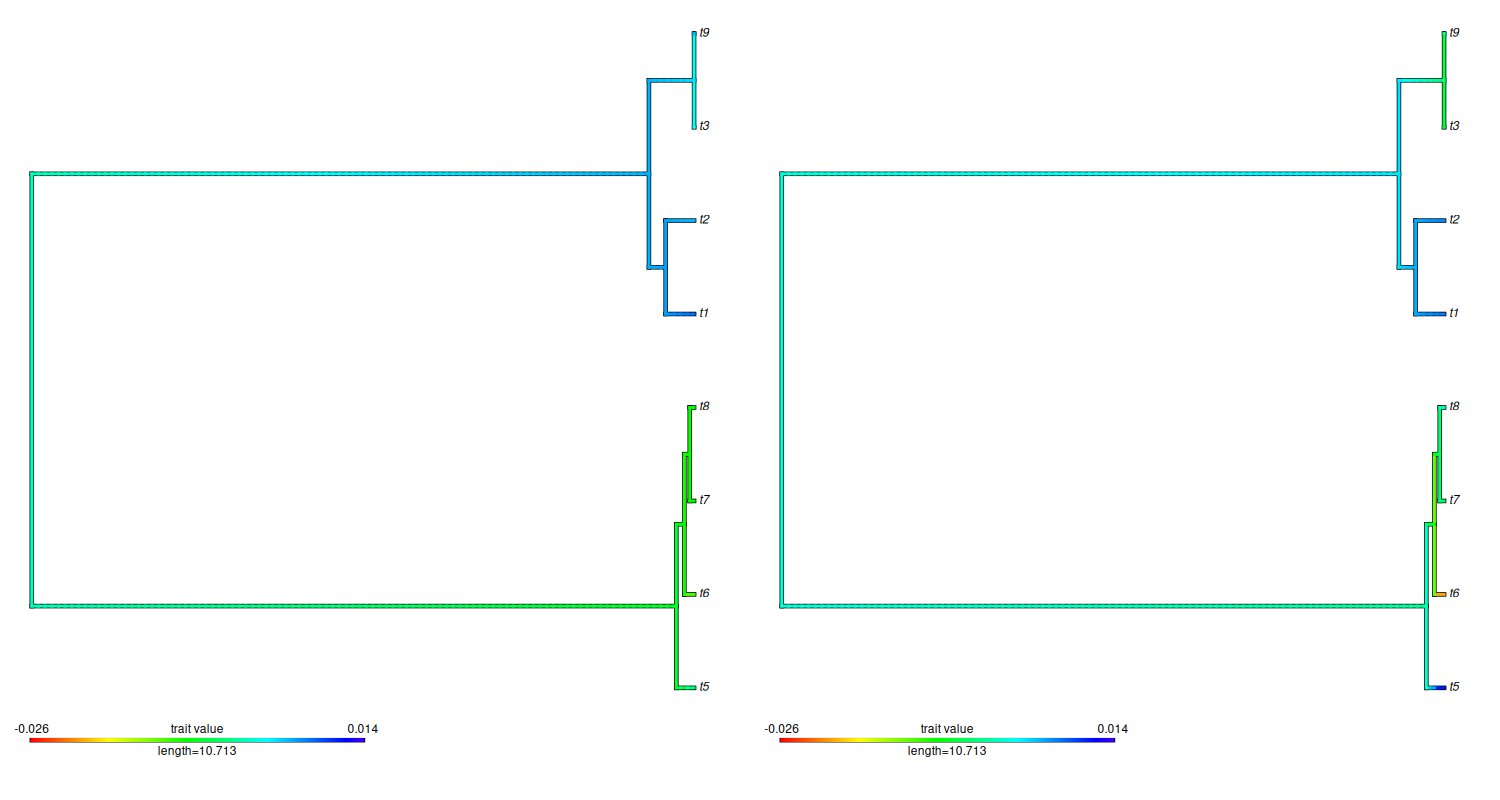 t9 t9
t3 t3
t2 t2
t1 t1
t8 t8
t7 t7
t6 t6
t5 t5
-0.026 trait value 0.014 -0.026 trait value 0.014
length=10.713 length=10.713